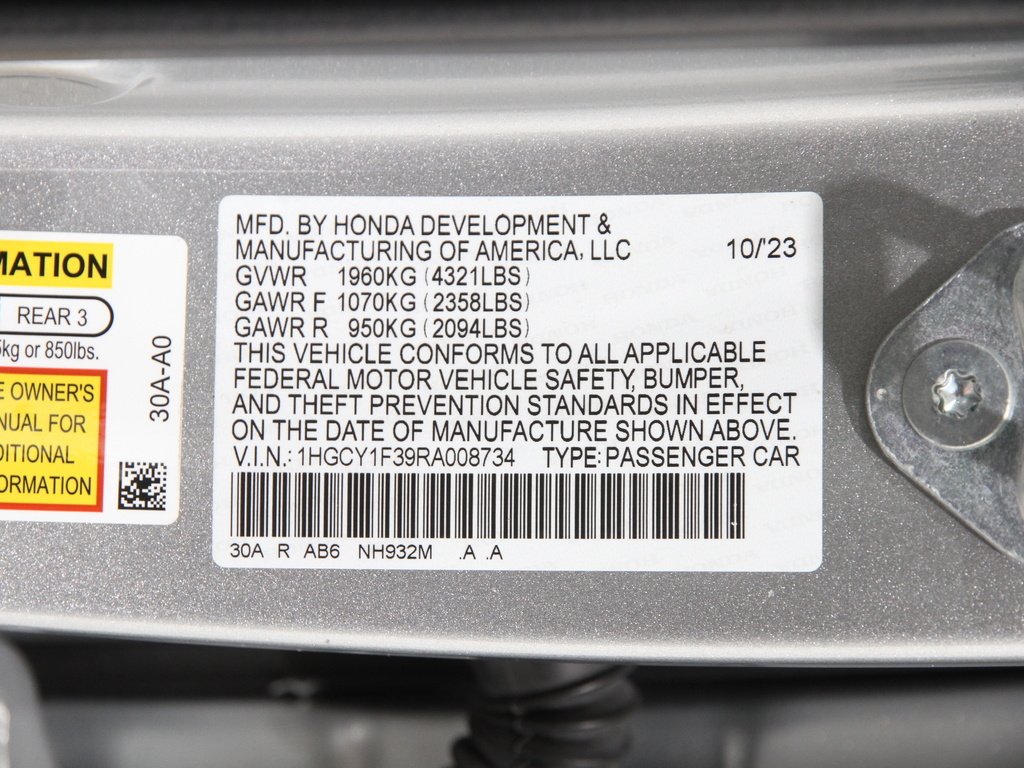 MATION
REAR 3
kg or 850lbs.
OWNER'S
FOR
30A-A0
MFD. BY HONDA DEVELOPMENT &
MANUFACTURING OF AMERICA, LLC 10/'23
GVWR 1960KG (4321LBS)
GAWR F 1070KG (2358LBS)
GAWR R 950KG (2094LBS)
THIS VEHICLE CONFORMS TO ALL APPLICABLE
FEDERAL MOTOR VEHICLE SAFETY, BUMPER,
AND THEFT PREVENTION STANDARDS IN EFFECT
ON THE DATE OF MANUFACTURE SHOWN ABOVE.
V.I.N.: 1HGCY1F39RA008734 TYPE: PASSENGER CAR
30A R AB6 NH932M .A .A